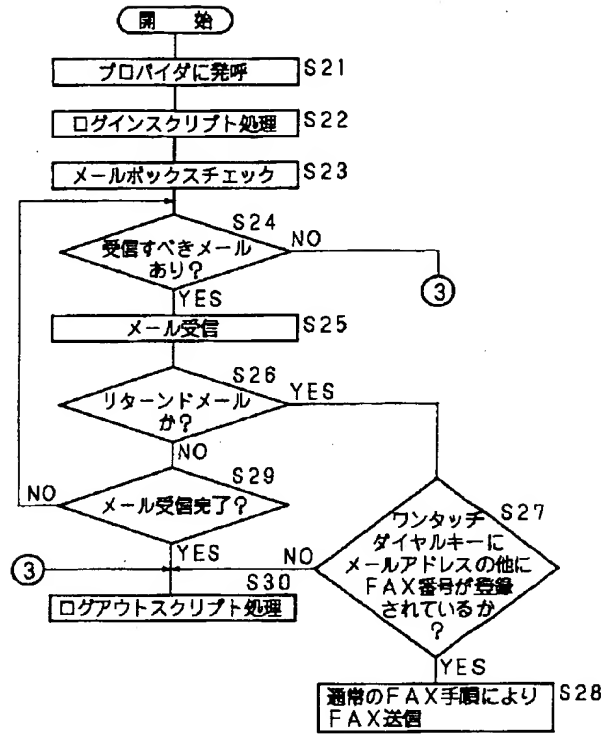 開 始
プロバイダに発呼 S21
ログインスクリプト処理 S22
メールボックスチェック S23
S24
受信すべきメール
あり?
NO
③
YES
メール受信 S25
S26
リターンドメール
か?
YES
NO
S29
メール受信完了?
NO
YES
S27
ワンタッチ
ダイヤルキーに
メールアドレスの他に
FAX番号が登録
されているか
?
NO
③
S30
ログアウトスクリプト処理
YES
通常のFAX手順により
FAX送信
S28